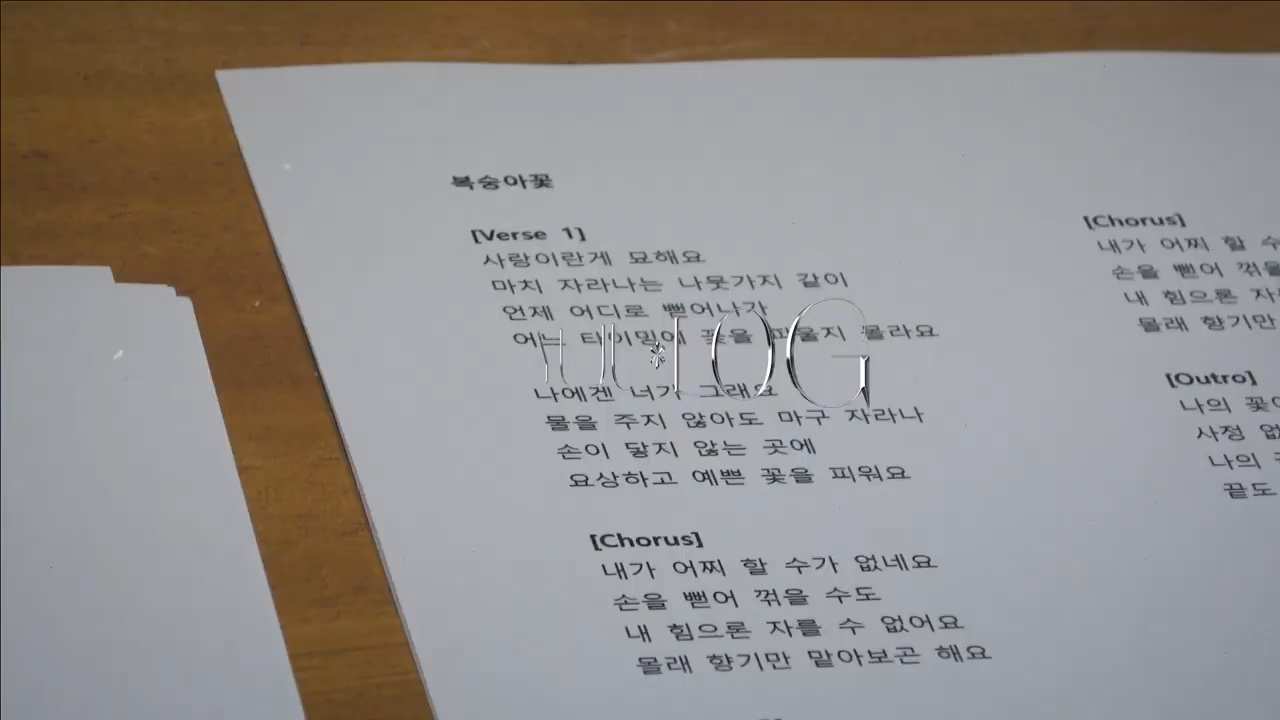 복숭아꽃
[Verse 1]
사랑이란게 묘해요
마치 자라나는 나뭇가지 같이
언제 어디로 뻗어나가
어느 타이밍에 꽃을 피울지 몰라요
나에겐 너가 그래요
물을 주지 않아도 마구 자라나
손이 닿지 않는 곳에
요상하고 예쁜 꽃을 피워요
[Chorus]
내가 어찌 할 수가 없네요
손을 뻗어 꺾을 수도
내 힘으론 자를 수 없어요
몰래 향기만 맡아보곤 해요
[Chorus]
내가 어찌 할
손을 뻗어
내 힘으론
몰래 향기만
[Outro]
나의
사정
나의
끝도